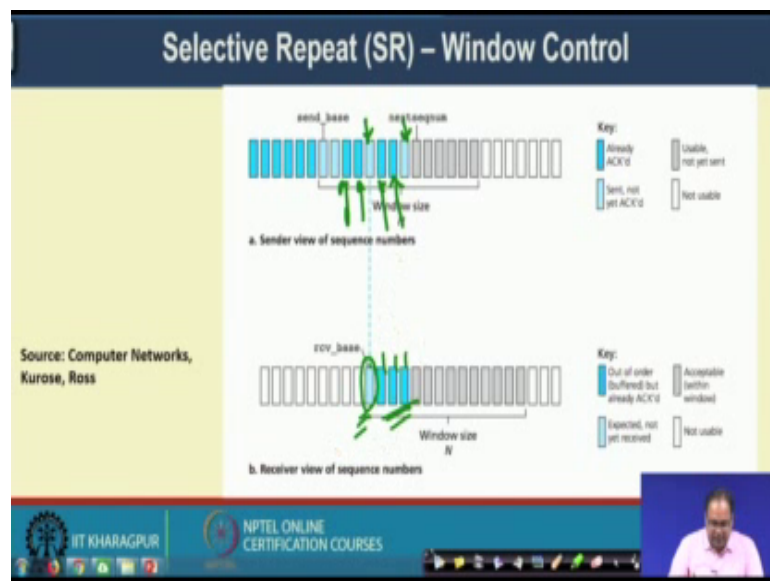 Selective Repeat (SR) – Window Control
send_base
nextseqnum
Window size
N
a. Sender view of sequence numbers
Key:
Already
ACK'd
Usable,
not yet sent
Sent, not
yet ACK'd
Not usable
Source: Computer Networks,
Kurose, Ross
rcv_base
Window size
N
b. Receiver view of sequence numbers
Key:
Out of order
(buffered) but
already ACK'd
Acceptable
(within
window)
Expected, not
yet received
Not usable
IIT KHARAGPUR
NPTEL ONLINE
CERTIFICATION COURSES